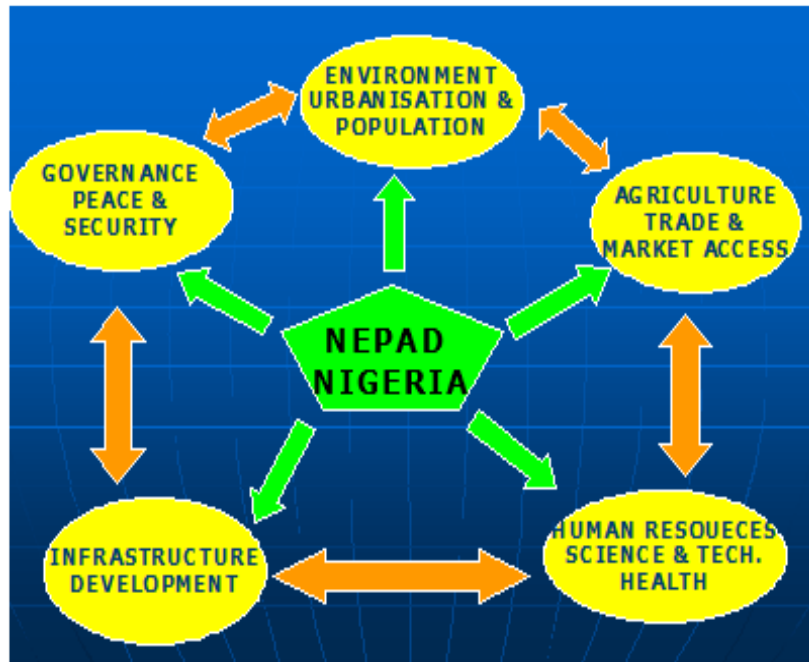 ENVIRONMENT
URBANISATION &
POPULATION
GOVERNANCE
PEACE &
SECURITY
AGRICULTURE
TRADE &
MARKET ACCESS
NEPAD
NIGERIA
INFRASTRUCTURE
DEVELOPMENT
HUMAN RESOUECES
SCIENCE & TECH.
HEALTH